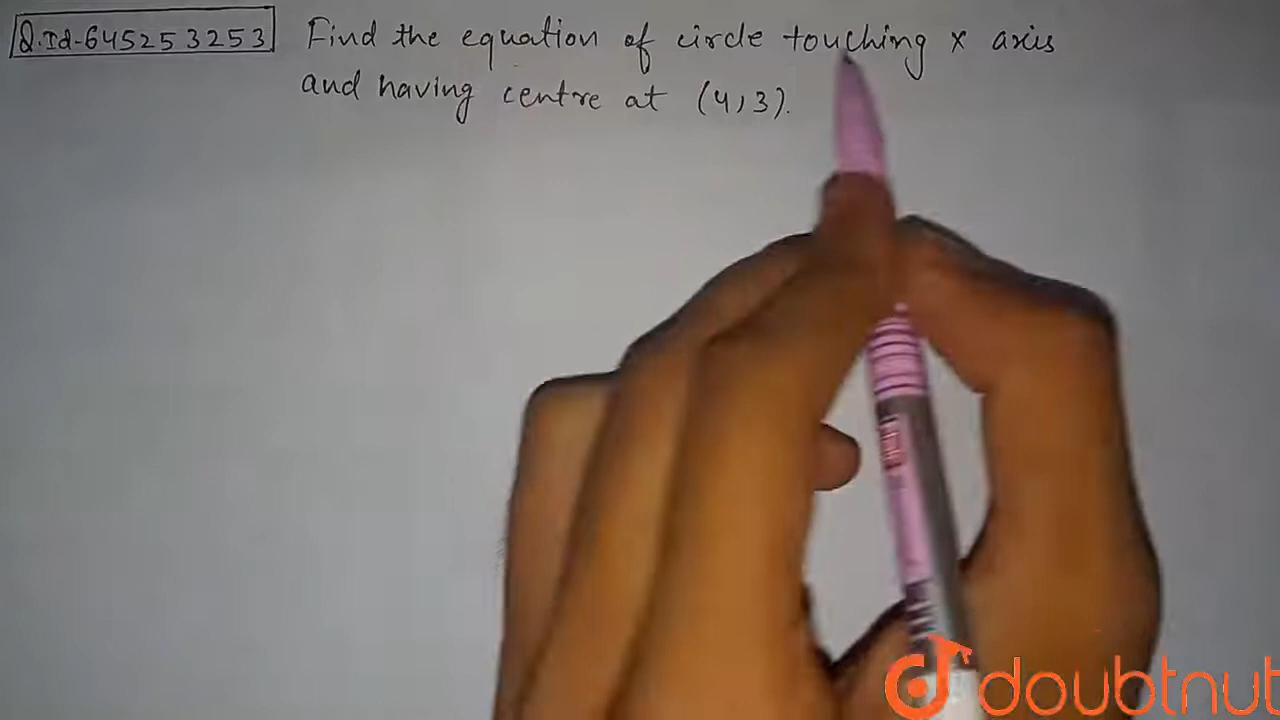 Q.Id-645253253 Find the equation of circle touching x axis
and having centre at (4,3).
doubtnut